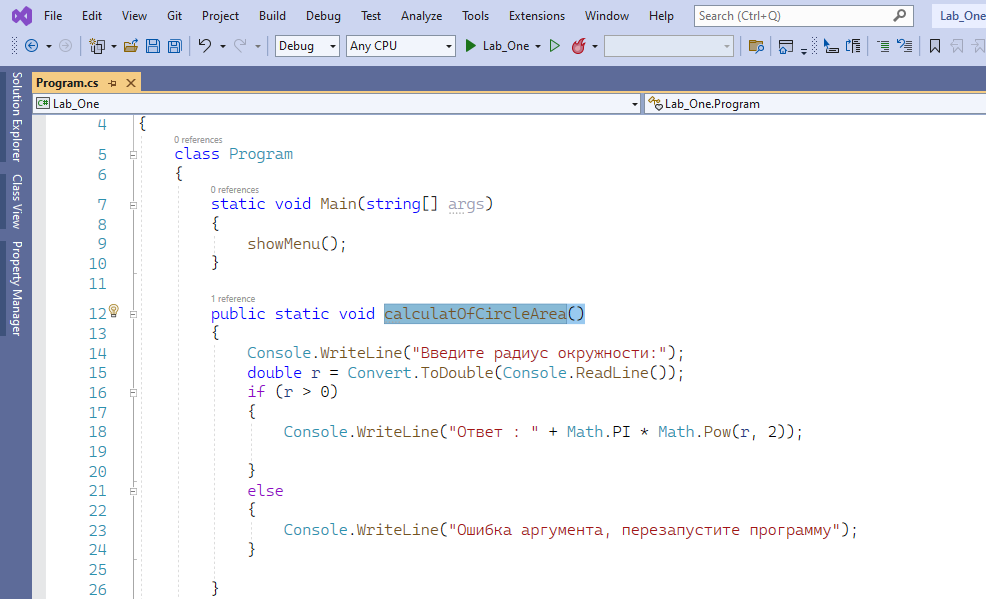 File Edit View Git Project Build Debug Test Analyze Tools Extensions Window Help Search (Ctrl+Q) Lab_One
Debug Any CPU Lab_One
Solution Explorer
Class View
Property Manager
Program.cs
C# Lab_One Lab_One.Program
4 {
0 references
5 class Program
6 {
0 references
7 static void Main(string[] args)
8 {
9 showMenu();
10 }
11
1 reference
12 public static void calculatOfCircleArea()
13 {
14 Console.WriteLine("Введите радиус окружности:");
15 double r = Convert.ToDouble(Console.ReadLine());
16 if (r > 0)
17 {
18 Console.WriteLine("Ответ : " + Math.PI * Math.Pow(r, 2));
19
20 }
21 else
22 {
23 Console.WriteLine("Ошибка аргумента, перезапустите программу");
24 }
25
26 }